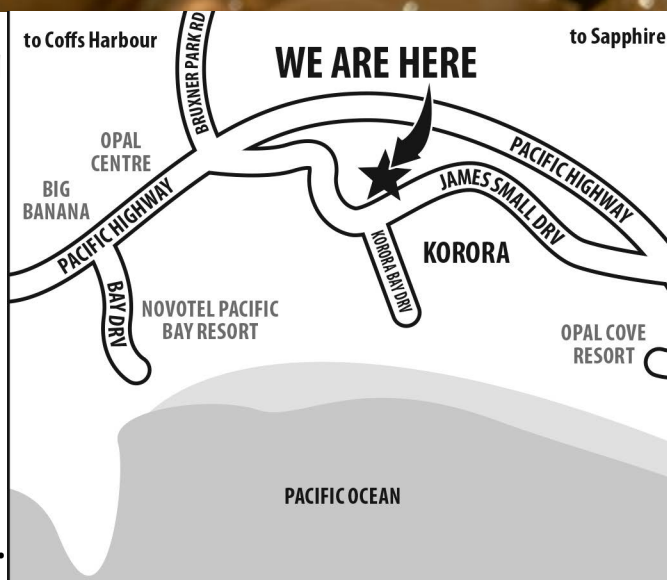 to Coffs Harbour
to Sapphire
BRUXNER PARK RD
WE ARE HERE
OPAL
CENTRE
PACIFIC HIGHWAY
BIG
BANANA
JAMES SMALL DRV
PACIFIC HIGHWAY
KORORA BAY DRV
KORORA
BAY DRV
NOVOTEL PACIFIC
BAY RESORT
OPAL COVE
RESORT
PACIFIC OCEAN